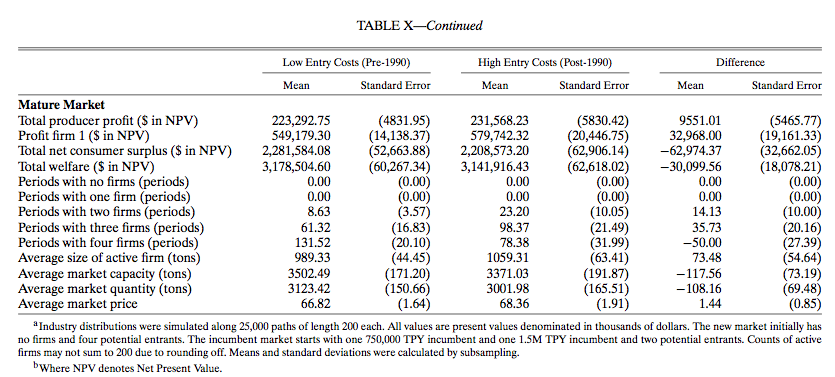 TABLE X—Continued
Low Entry Costs (Pre-1990) High Entry Costs (Post-1990) Difference
Mean Standard Error Mean Standard Error Mean Standard Error
Mature Market
Total producer profit ($ in NPV) 223,292.75 (4831.95) 231,568.23 (5830.42) 9551.01 (5465.77)
Profit firm 1 ($ in NPV) 549,179.30 (14,138.37) 579,742.32 (20,446.75) 32,968.00 (19,161.33)
Total net consumer surplus ($ in NPV) 2,281,584.08 (52,663.88) 2,208,573.20 (62,906.14) −62,974.37 (32,662.05)
Total welfare ($ in NPV) 3,178,504.60 (60,267.34) 3,141,916.43 (62,618.02) −30,099.56 (18,078.21)
Periods with no firms (periods) 0.00 (0.00) 0.00 (0.00) 0.00 (0.00)
Periods with one firm (periods) 0.00 (0.00) 0.00 (0.00) 0.00 (0.00)
Periods with two firms (periods) 8.63 (3.57) 23.20 (10.05) 14.13 (10.00)
Periods with three firms (periods) 61.32 (16.83) 98.37 (21.49) 35.73 (20.16)
Periods with four firms (periods) 131.52 (20.10) 78.38 (31.99) −50.00 (27.39)
Average size of active firm (tons) 989.33 (44.45) 1059.31 (63.41) 73.48 (54.64)
Average market capacity (tons) 3502.49 (171.20) 3371.03 (191.87) −117.56 (73.19)
Average market quantity (tons) 3123.42 (150.66) 3001.98 (165.51) −108.16 (69.48)
Average market price 66.82 (1.64) 68.36 (1.91) 1.44 (0.85)
a Industry distributions were simulated along 25,000 paths of length 200 each. All values are present values denominated in thousands of dollars. The new market initially has
no firms and four potential entrants. The incumbent market starts with one 750,000 TPY incumbent and one 1.5M TPY incumbent and two potential entrants. Counts of active
firms may not sum to 200 due to rounding off. Means and standard deviations were calculated by subsampling.
b Where NPV denotes Net Present Value.